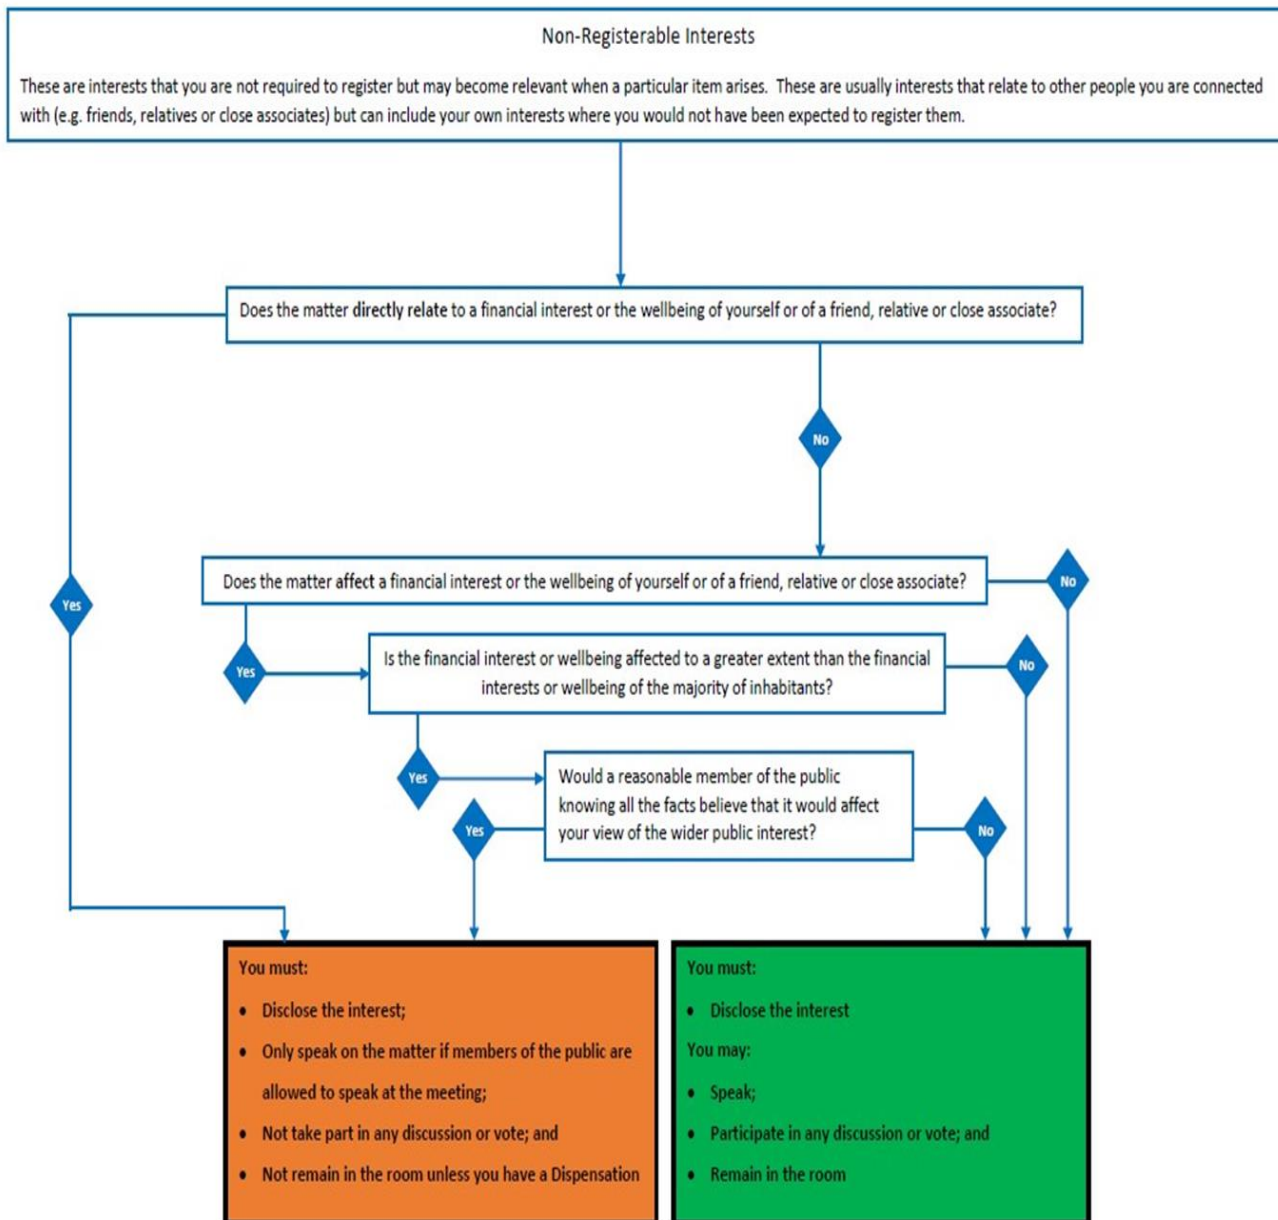 Non-Registerable Interests
These are interests that you are not required to register but may become relevant when a particular item arises. These are usually interests that relate to other people you are connected
with (e.g. friends, relatives or close associates) but can include your own interests where you would not have been expected to register them.
Does the matter directly relate to a financial interest or the wellbeing of yourself or of a friend, relative or close associate?
No
Does the matter affect a financial interest or the wellbeing of yourself or of a friend, relative or close associate?
No
Yes
Yes
Is the financial interest or wellbeing affected to a greater extent than the financial
interests or wellbeing of the majority of inhabitants?
No
Yes
Would a reasonable member of the public
knowing all the facts believe that it would affect
your view of the wider public interest?
Yes
No
You must:
• Disclose the interest;
• Only speak on the matter if members of the public are
allowed to speak at the meeting;
• Not take part in any discussion or vote; and
• Not remain in the room unless you have a Dispensation
You must:
• Disclose the interest
You may:
• Speak;
• Participate in any discussion or vote; and
• Remain in the room